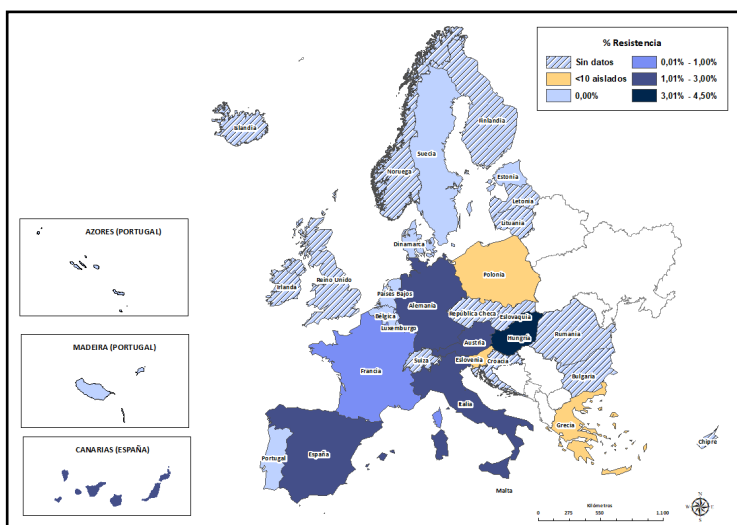 % Resistencia
Sin datos
<10 aislados
0,00%
0,01% - 1,00%
1,01% - 3,00%
3,01% - 4,50%
Islandia
Finlandia
Suecia
Noruega
Estonia
Letonia
Lituania
AZORES (PORTUGAL)
Dinamarca
Reino Unido
Irlanda
Polonia
Países Bajos
Alemania
Bélgica
Luxemburgo
República Checa
Eslovaquia
MADEIRA (PORTUGAL)
Austria
Hungría
Rumania
Suiza
Eslovenia
Croacia
Francia
Bulgaria
Italia
Grecia
CANARIAS (ESPAÑA)
Portugal
España
Chipre
Malta
Kilómetros
0 275 550 1.100